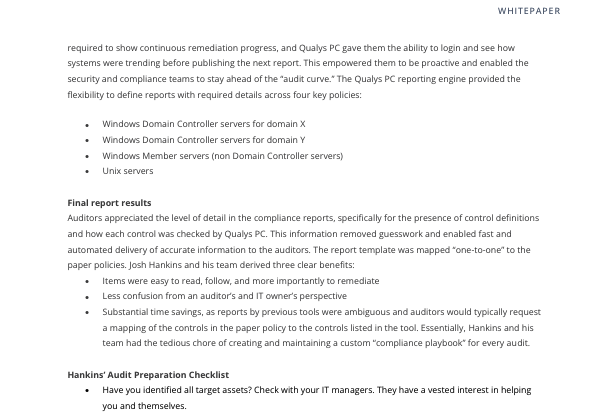 WHITEPAPER
required to show continuous remediation progress, and Qualys PC gave them the ability to login and see how
systems were trending before publishing the next report. This empowered them to be proactive and enabled the
security and compliance teams to stay ahead of the “audit curve.” The Qualys PC reporting engine provided the
flexibility to define reports with required details across four key policies:
• Windows Domain Controller servers for domain X
• Windows Domain Controller servers for domain Y
• Windows Member servers (non Domain Controller servers)
• Unix servers
Final report results
Auditors appreciated the level of detail in the compliance reports, specifically for the presence of control definitions
and how each control was checked by Qualys PC. This information removed guesswork and enabled fast and
automated delivery of accurate information to the auditors. The report template was mapped “one-to-one” to the
paper policies. Josh Hankins and his team derived three clear benefits:
• Items were easy to read, follow, and more importantly to remediate
• Less confusion from an auditor’s and IT owner’s perspective
• Substantial time savings, as reports by previous tools were ambiguous and auditors would typically request
a mapping of the controls in the paper policy to the controls listed in the tool. Essentially, Hankins and his
team had the tedious chore of creating and maintaining a custom “compliance playbook” for every audit.
Hankins’ Audit Preparation Checklist
• Have you identified all target assets? Check with your IT managers. They have a vested interest in helping
you and themselves.